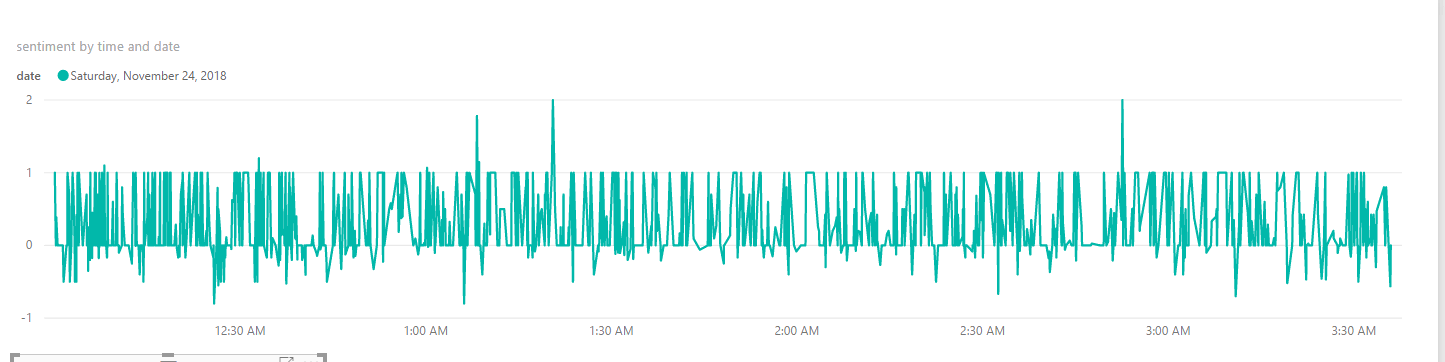 sentiment by time and date
date Saturday, November 24, 2018
2
1
0
-1
12:30 AM 1:00 AM 1:30 AM 2:00 AM 2:30 AM 3:00 AM 3:30 AM